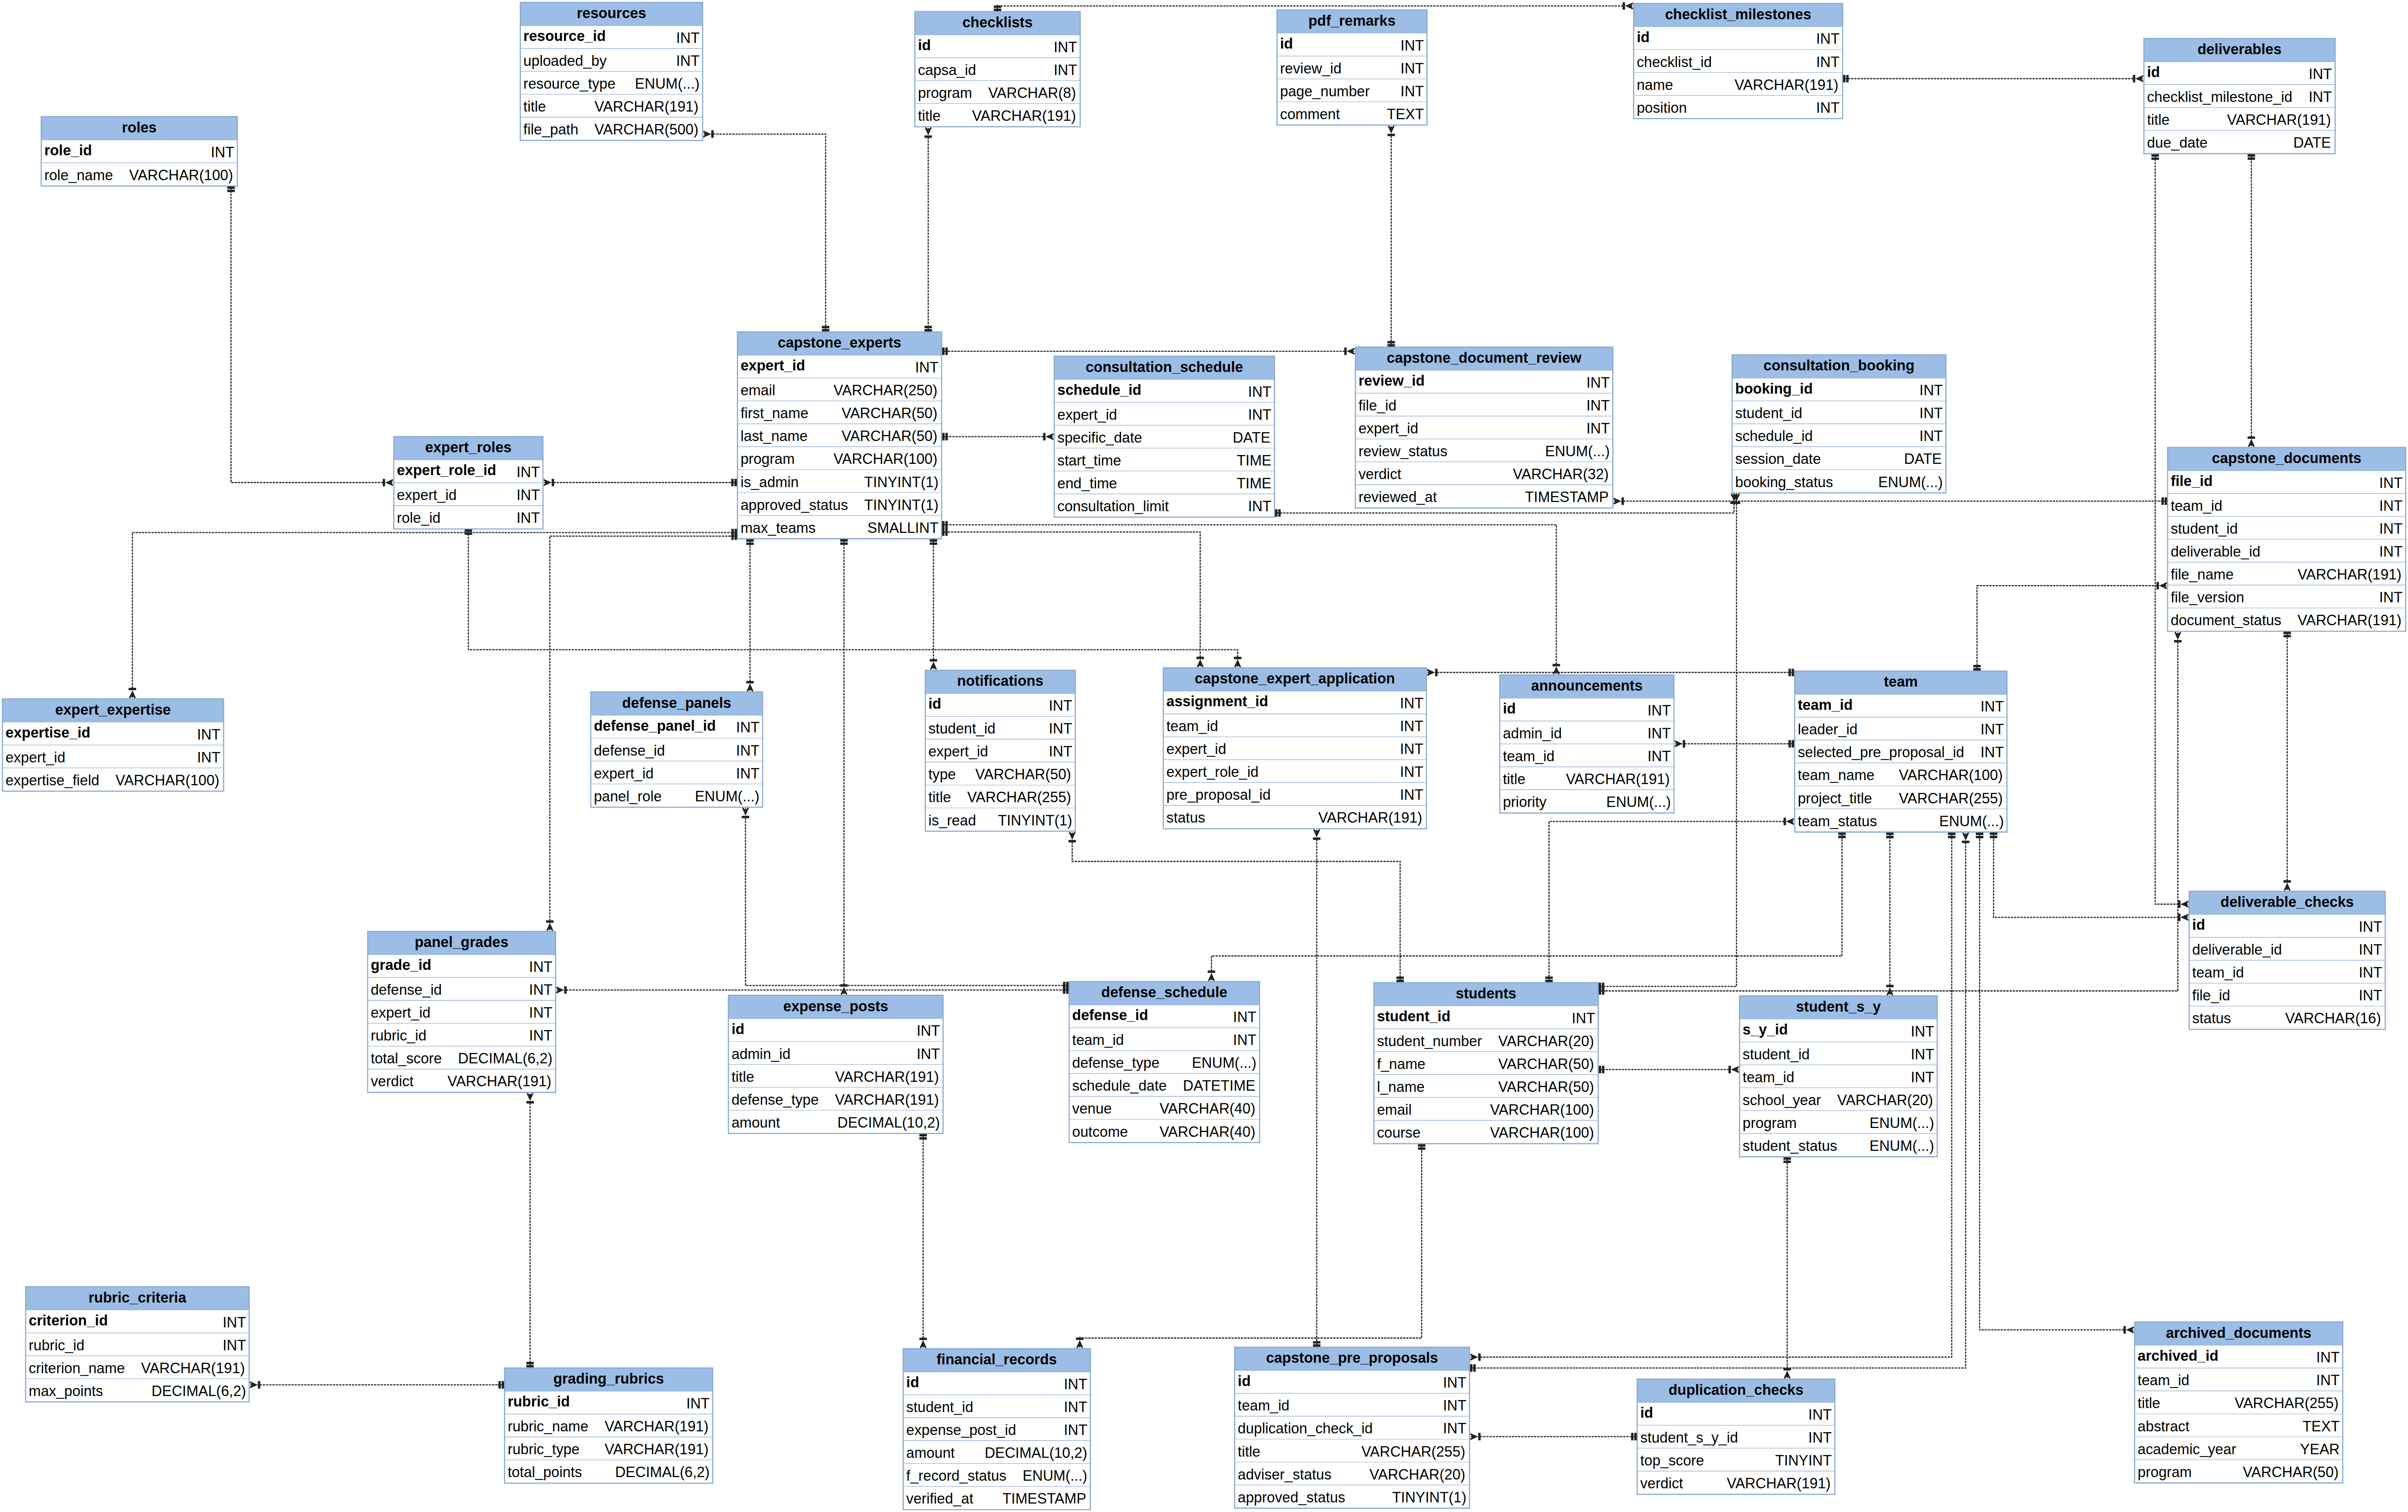 resources
resource_id INT
uploaded_by INT
resource_type ENUM(...)
title VARCHAR(191)
file_path VARCHAR(500)
checklists
id INT
capsa_id INT
program VARCHAR(8)
title VARCHAR(191)
pdf_remarks
id INT
review_id INT
page_number INT
comment TEXT
checklist_milestones
id INT
checklist_id INT
name VARCHAR(191)
position INT
deliverables
id INT
checklist_milestone_id INT
title VARCHAR(191)
due_date DATE
roles
role_id INT
role_name VARCHAR(100)
capstone_experts
expert_id INT
email VARCHAR(250)
first_name VARCHAR(50)
last_name VARCHAR(50)
program VARCHAR(100)
is_admin TINYINT(1)
approved_status TINYINT(1)
max_teams SMALLINT
consultation_schedule
schedule_id INT
expert_id INT
specific_date DATE
start_time TIME
end_time TIME
consultation_limit INT
capstone_document_review
review_id INT
file_id INT
expert_id INT
review_status ENUM(...)
verdict VARCHAR(32)
reviewed_at TIMESTAMP
consultation_booking
booking_id INT
student_id INT
schedule_id INT
session_date DATE
booking_status ENUM(...)
expert_roles
expert_role_id INT
expert_id INT
role_id INT
capstone_documents
file_id INT
team_id INT
student_id INT
deliverable_id INT
file_name VARCHAR(191)
file_version INT
document_status VARCHAR(191)
expert_expertise
expertise_id INT
expert_id INT
expertise_field VARCHAR(100)
defense_panels
defense_panel_id INT
defense_id INT
expert_id INT
panel_role ENUM(...)
notifications
id INT
student_id INT
expert_id INT
type VARCHAR(50)
title VARCHAR(255)
is_read TINYINT(1)
capstone_expert_application
assignment_id INT
team_id INT
expert_id INT
expert_role_id INT
pre_proposal_id INT
status VARCHAR(191)
announcements
id INT
admin_id INT
team_id INT
title VARCHAR(191)
priority ENUM(...)
team
team_id INT
leader_id INT
selected_pre_proposal_id INT
team_name VARCHAR(100)
project_title VARCHAR(255)
team_status ENUM(...)
deliverable_checks
id INT
deliverable_id INT
team_id INT
file_id INT
status VARCHAR(16)
panel_grades
grade_id INT
defense_id INT
expert_id INT
rubric_id INT
total_score DECIMAL(6,2)
verdict VARCHAR(191)
expense_posts
id INT
admin_id INT
title VARCHAR(191)
defense_type VARCHAR(191)
amount DECIMAL(10,2)
defense_schedule
defense_id INT
team_id INT
defense_type ENUM(...)
schedule_date DATETIME
venue VARCHAR(40)
outcome VARCHAR(40)
students
student_id INT
student_number VARCHAR(20)
f_name VARCHAR(50)
l_name VARCHAR(50)
email VARCHAR(100)
course VARCHAR(100)
student_s_y
s_y_id INT
student_id INT
team_id INT
school_year VARCHAR(20)
program ENUM(...)
student_status ENUM(...)
rubric_criteria
criterion_id INT
rubric_id INT
criterion_name VARCHAR(191)
max_points DECIMAL(6,2)
grading_rubrics
rubric_id INT
rubric_name VARCHAR(191)
rubric_type VARCHAR(191)
total_points DECIMAL(6,2)
financial_records
id INT
student_id INT
expense_post_id INT
amount DECIMAL(10,2)
f_record_status ENUM(...)
verified_at TIMESTAMP
capstone_pre_proposals
id INT
team_id INT
duplication_check_id INT
title VARCHAR(255)
adviser_status VARCHAR(20)
approved_status TINYINT(1)
duplication_checks
id INT
student_s_y_id INT
top_score TINYINT
verdict VARCHAR(191)
archived_documents
archived_id INT
team_id INT
title VARCHAR(255)
abstract TEXT
academic_year YEAR
program VARCHAR(50)